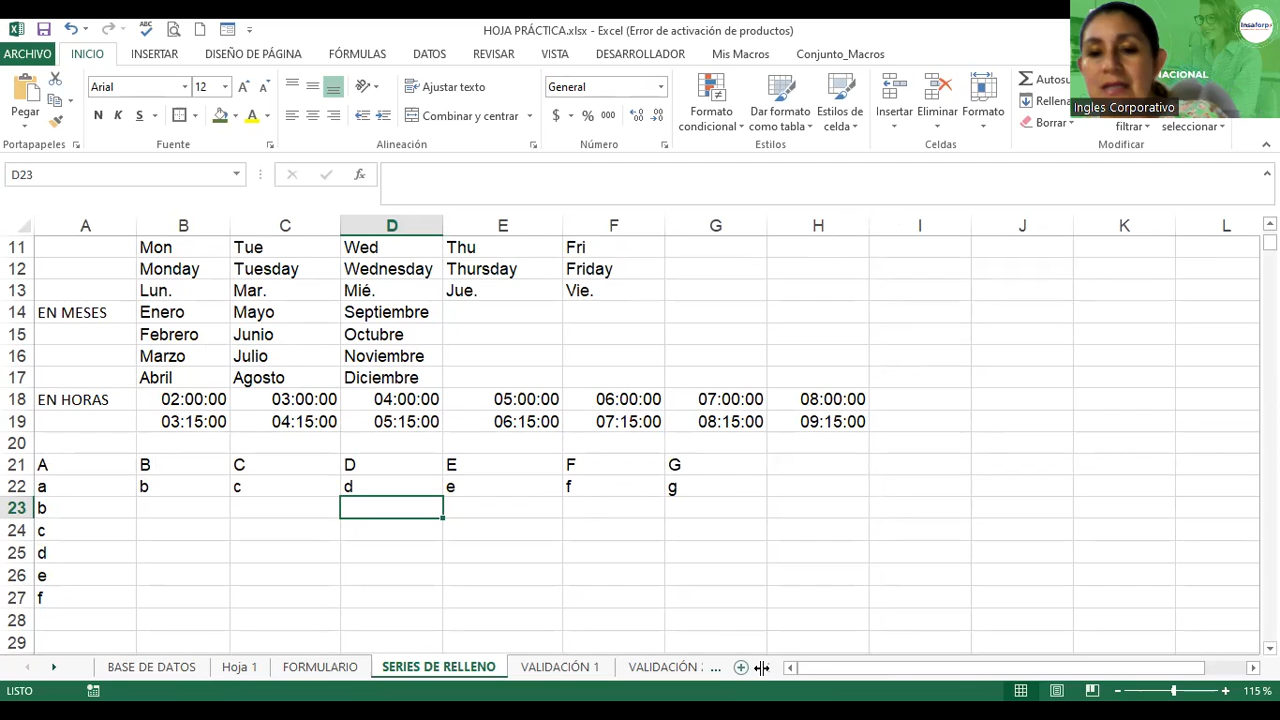 HOJA PRÁCTICA.xlsx - Excel (Error de activación de productos)
ARCHIVO INICIO INSERTAR DISEÑO DE PÁGINA FÓRMULAS DATOS REVISAR VISTA DESARROLLADOR Mis Macros Conjunto_Macros
Pegar
Portapapeles
Arial 12
N K S
Fuente
Ajustar texto
Combinar y centrar
Alineación
General
$ % 000
Número
Formato condicional
Dar formato como tabla
Estilos de celda
Estilos
Insertar Eliminar Formato
Celdas
Autosu
Rellena
Borrar
filtrar
seleccionar
Modificar
Insaforp
NACIONAL
Ingles Corporativo
D23 fx
A B C D E F G H I J K L
11 Mon Tue Wed Thu Fri
12 Monday Tuesday Wednesday Thursday Friday
13 Lun. Mar. Mié. Jue. Vie.
14 EN MESES Enero Mayo Septiembre
15 Febrero Junio Octubre
16 Marzo Julio Noviembre
17 Abril Agosto Diciembre
18 EN HORAS 02:00:00 03:00:00 04:00:00 05:00:00 06:00:00 07:00:00 08:00:00
19 03:15:00 04:15:00 05:15:00 06:15:00 07:15:00 08:15:00 09:15:00
20
21 A B C D E F G
22 a b c d e f g
23 b
24 c
25 d
26 e
27 f
28
29
BASE DE DATOS Hoja 1 FORMULARIO SERIES DE RELLENO VALIDACIÓN 1 VALIDACIÓN ...
LISTO 115 %